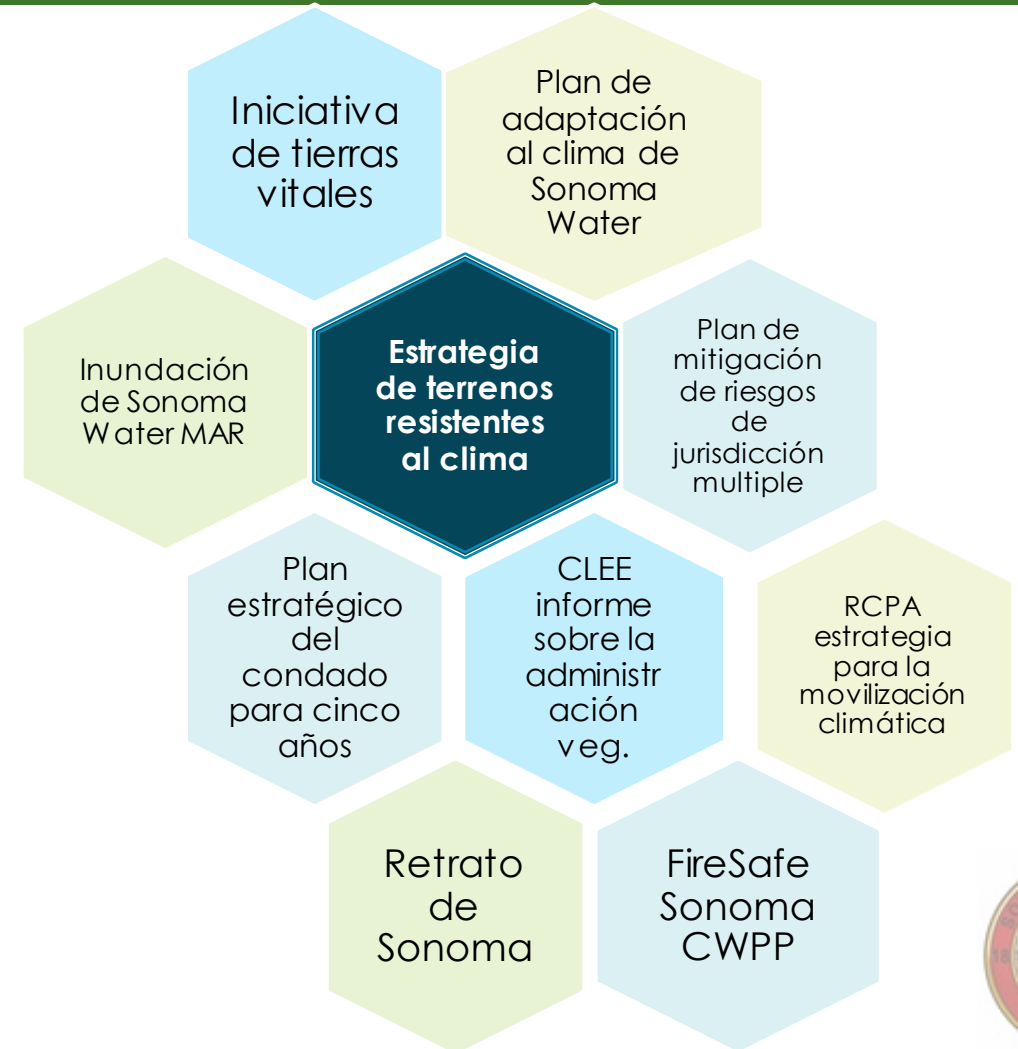 Iniciativa
de tierras
vitales
Plan de
adaptación
al clima de
Sonoma
Water
Inundación
de Sonoma
Water MAR
Estrategia
de terrenos
resistentes
al clima
Plan de
mitigación
de riesgos
de
jurisdicción
multiple
Plan
estratégico
del
condado
para cinco
años
CLEE
informe
sobre la
administr
ación
veg.
RCPA
estrategia
para la
movilización
climática
Retrato
de
Sonoma
FireSafe
Sonoma
CWPP